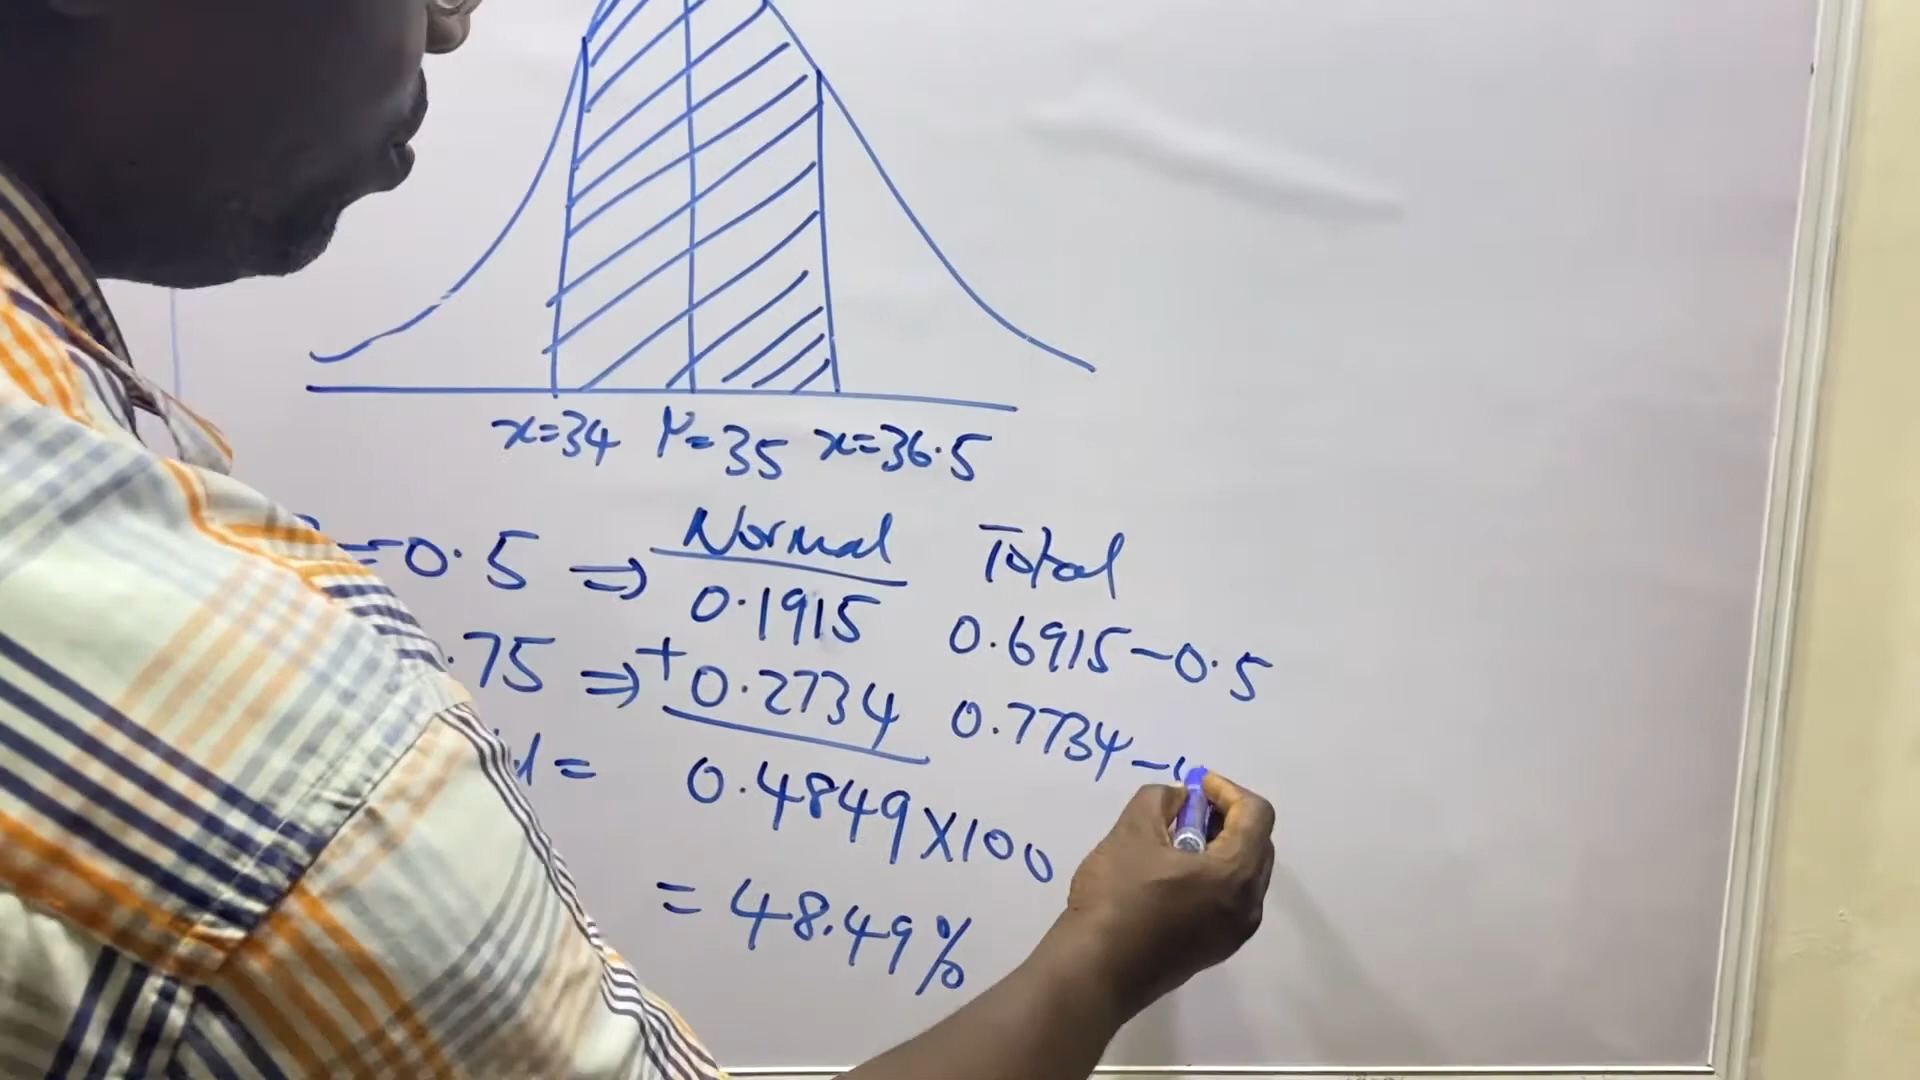 x=34 μ=35 x=36.5
Normal Total
=0.5 ⇒ 0.1915 0.6915-0.5
.75 ⇒ +0.2734 0.7734-
= 0.4849 X100
= 48.49%